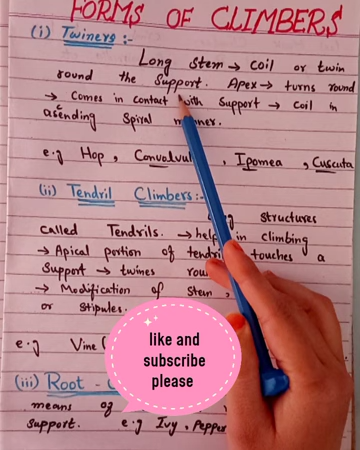 FORMS OF CLIMBERS
(i) Twiners :-
Long Stem → coil or twin
round the Support. Apex → turns round
→ Comes in contact with Support → Coil in
ascending Spiral
e.g Hop, Convolvul, Ipomea, Cuscuta
(ii) Tendril Climbers :-
structures
called Tendrils. → help in climbing
→ Apical portion of touches a
Support → twines
→ Modification of Stem,
or Stipules.
e.g Vine
like and
subscribe
please
(iii) Root -
means of
Support. e.g Ivy, Pepper